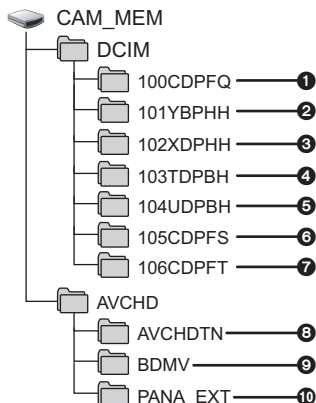 CAM_MEM
DCIM
100CDPFQ ❶
101YBPHH ❷
102XDPHH ❸
103TDPBH ❹
104UDPBH ❺
105CDPFS ❻
106CDPFT ❼
AVCHD
AVCHDTN ❽
BDMV ❾
PANA_EXT ❿